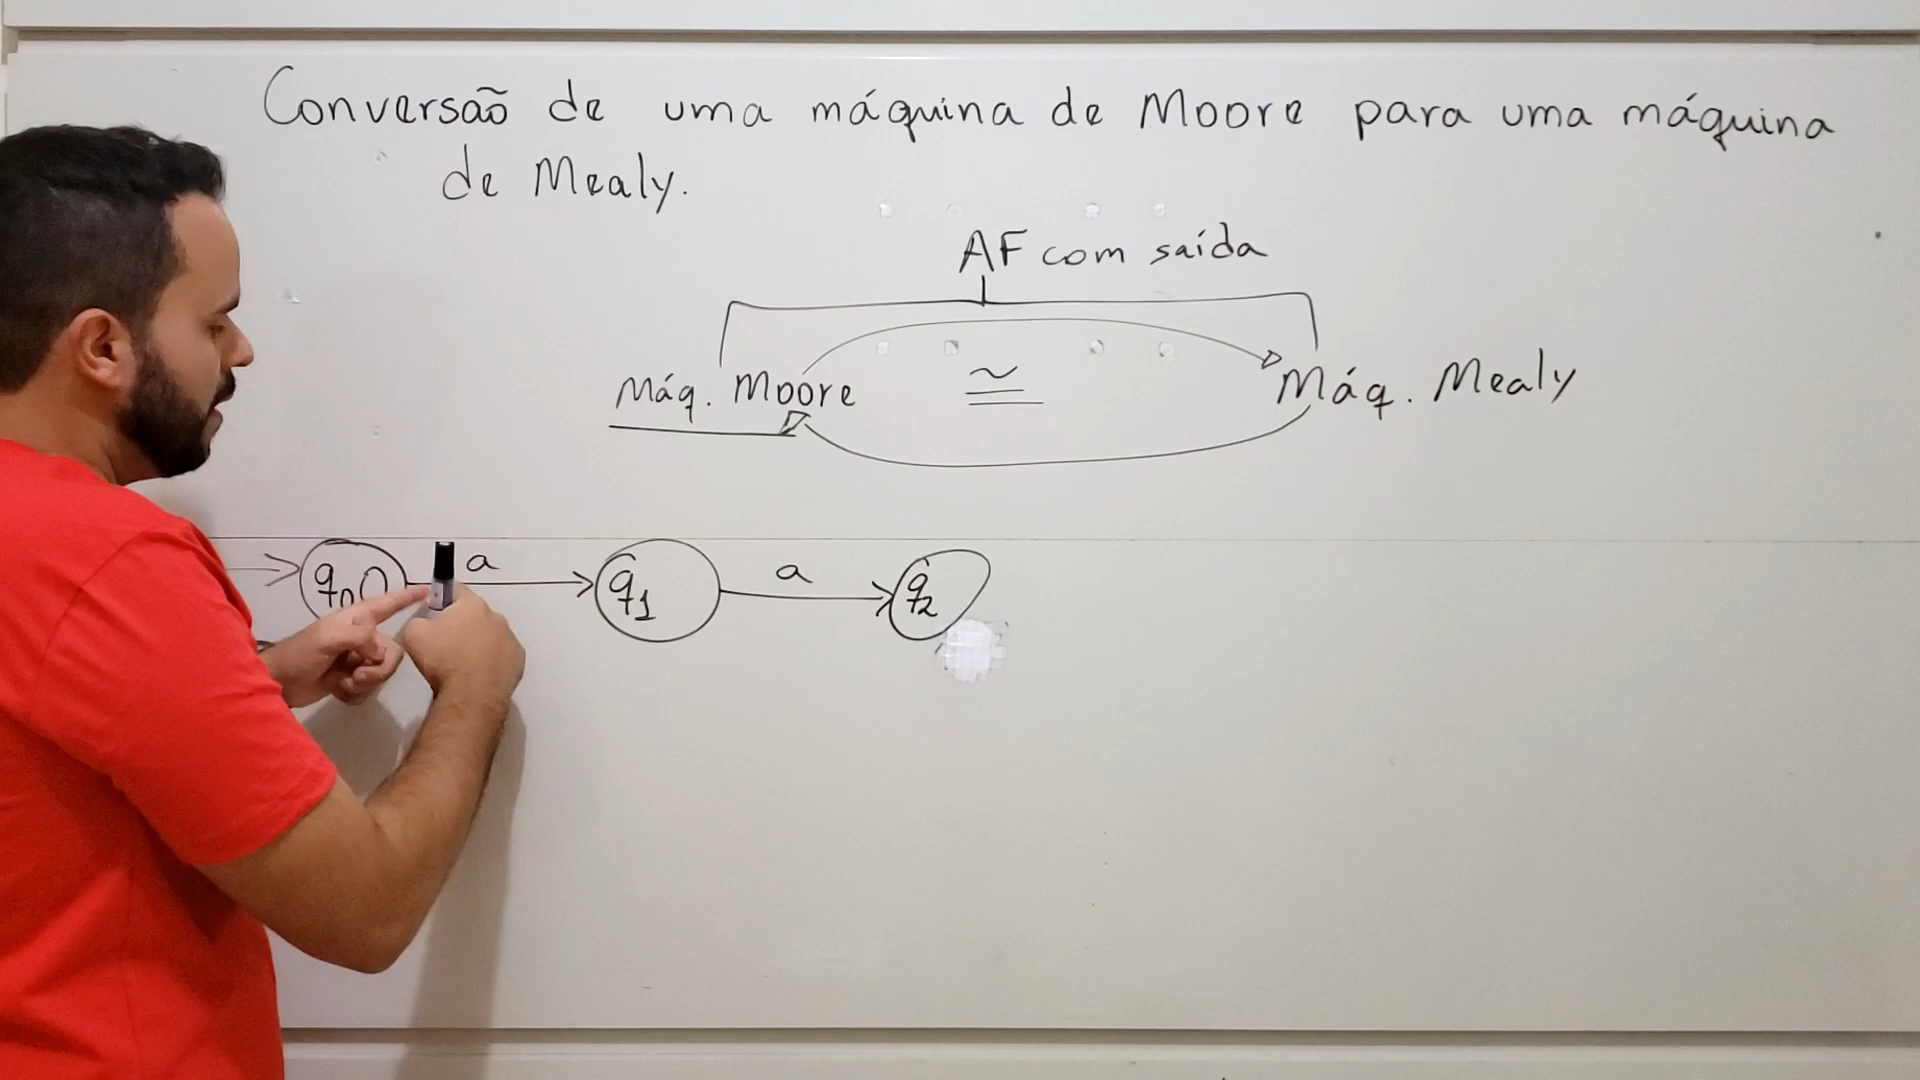 Conversão de uma máquina de Moore para uma máquina
de Mealy.
AF com saída
Máq. Moore ≅ Máq. Mealy
q0 a q1 a q2